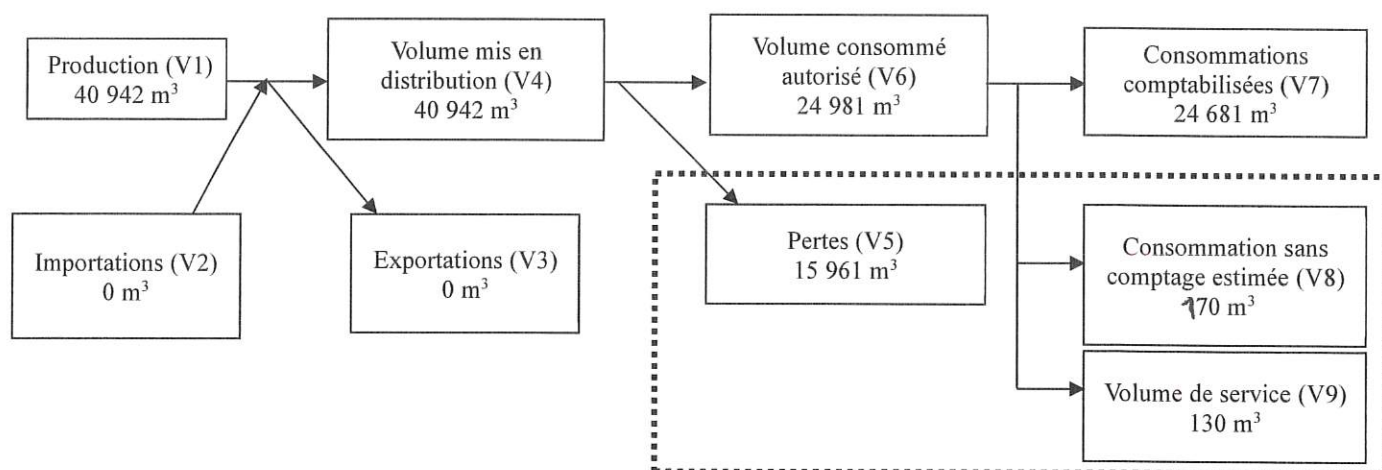 Production (V1)
40 942 m³
Volume mis en
distribution (V4)
40 942 m³
Volume consommé
autorisé (V6)
24 981 m³
Consommations
comptabilisées (V7)
24 681 m³
Importations (V2)
0 m³
Exportations (V3)
0 m³
Pertes (V5)
15 961 m³
Consommation sans
comptage estimée (V8)
170 m³
Volume de service (V9)
130 m³